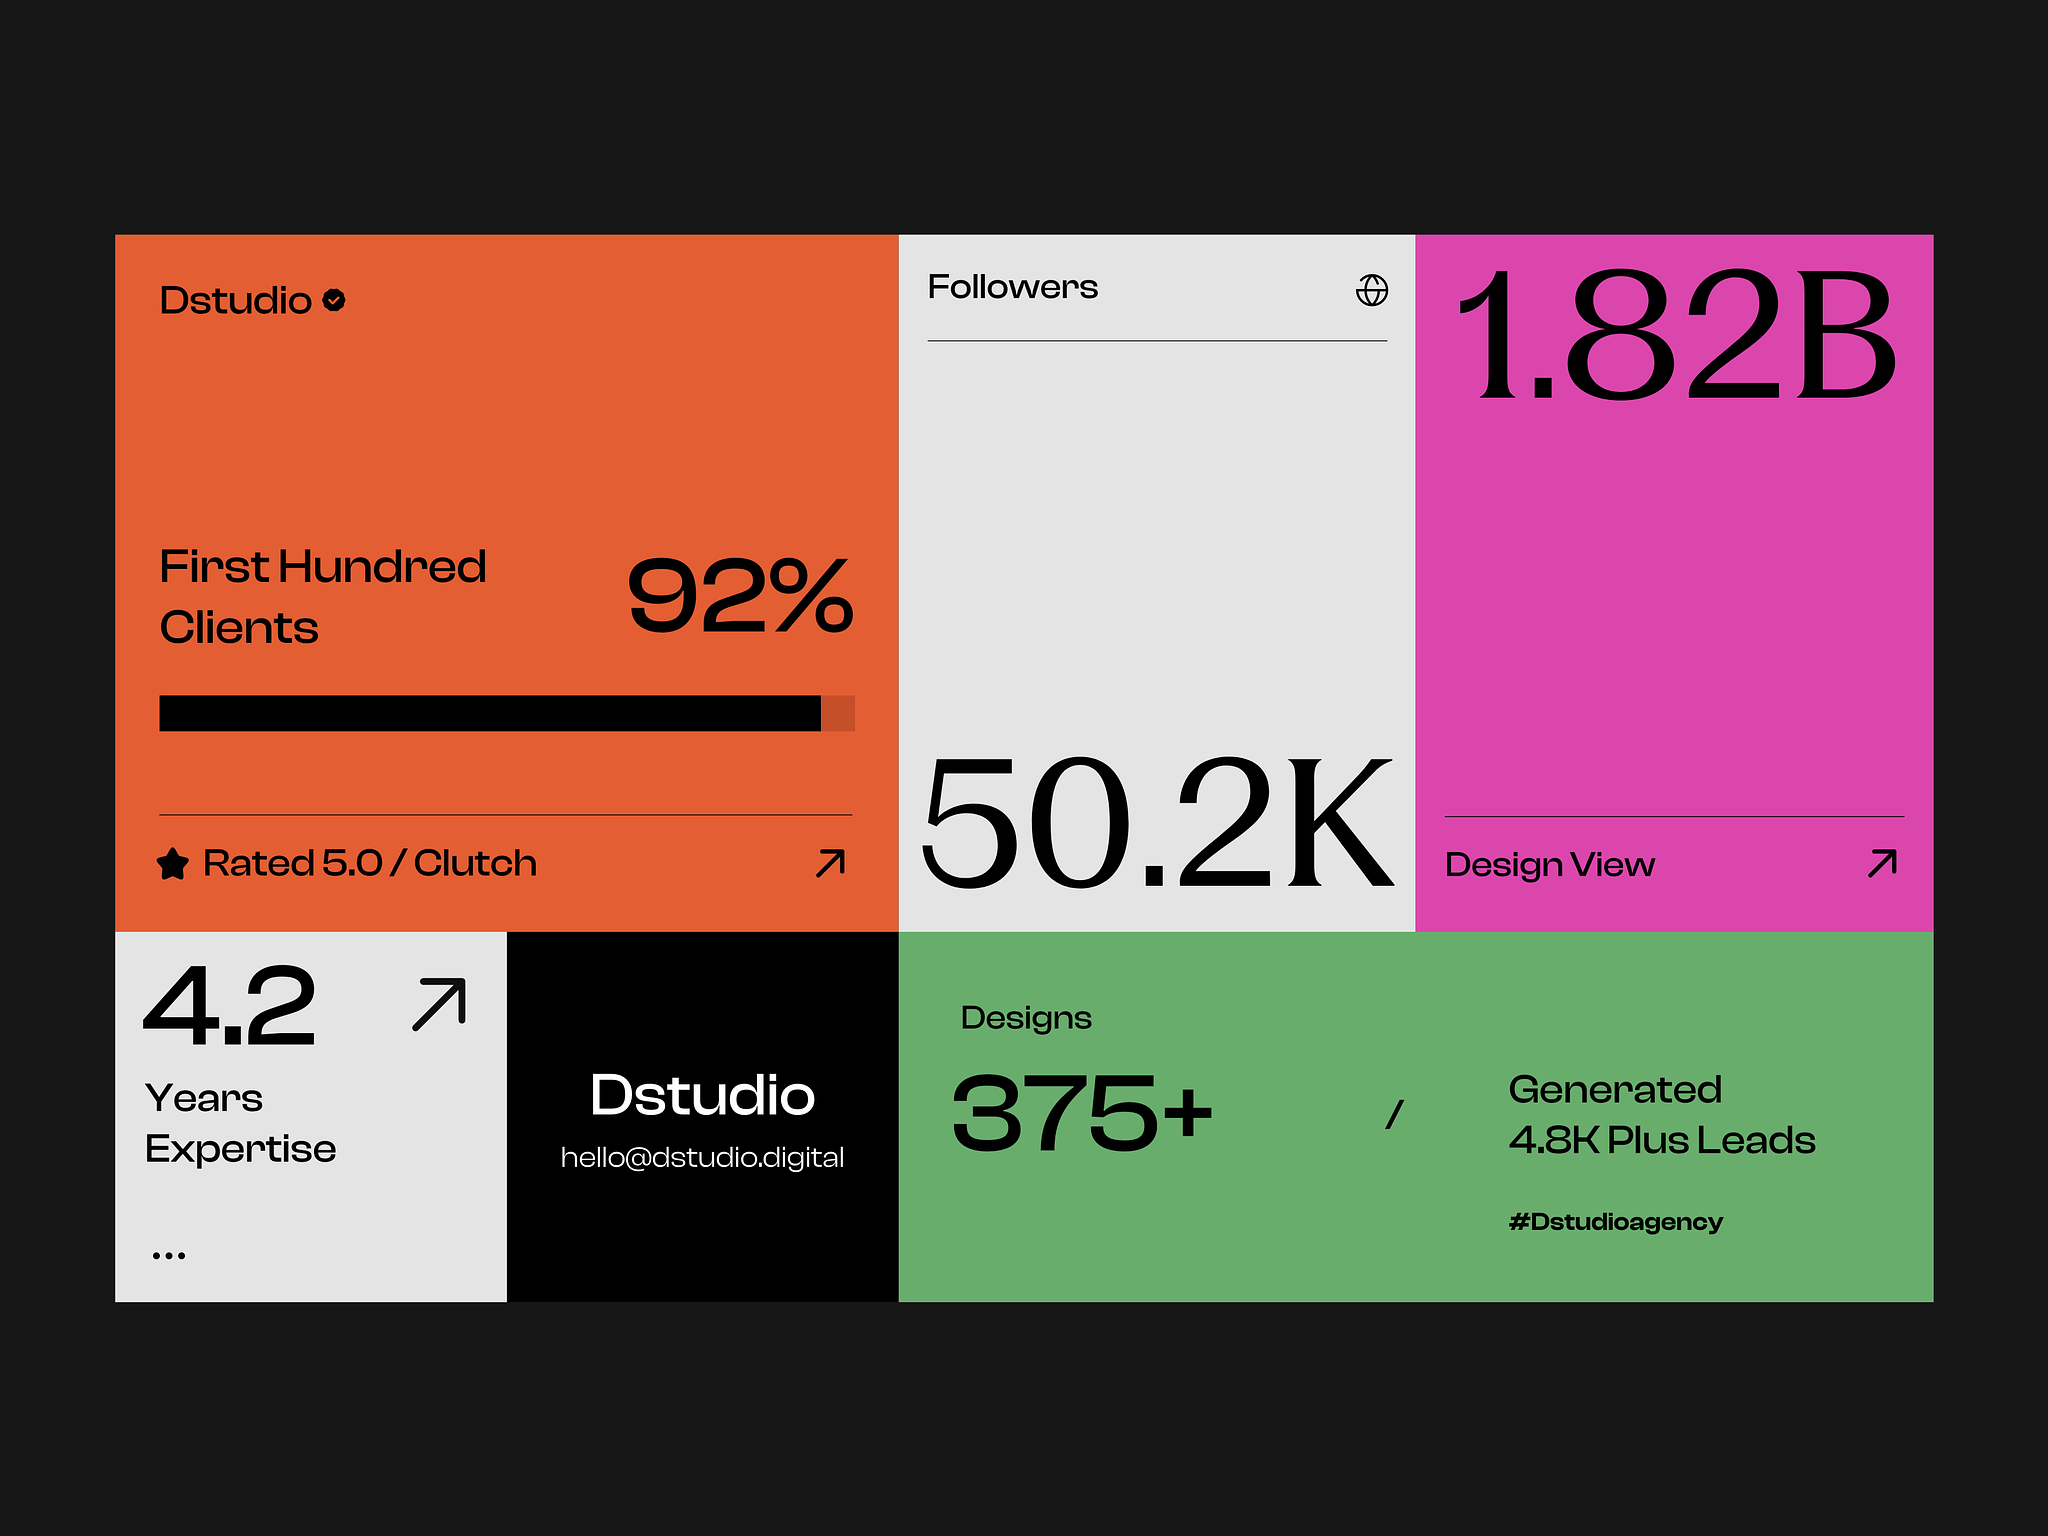 Dstudio
First Hundred
Clients
92%
Rated 5.0 / Clutch
Followers
50.2K
1.82B
Design View
4.2
Years
Expertise
...
Dstudio
hello@dstudio.digital
Designs
375+
/
Generated
4.8K Plus Leads
#Dstudioagency